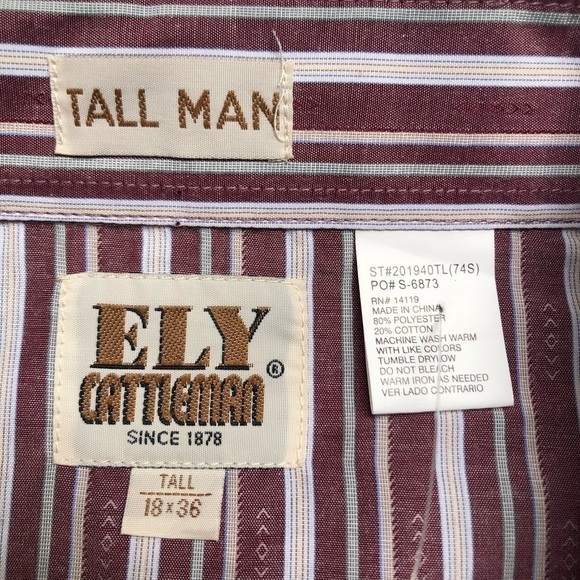 TALL MAN
ELY
CATTLEMAN®
SINCE 1878
TALL
18x36
ST#201940TL(74S)
PO# S-6873
RN# 14119
MADE IN CHINA
80% POLYESTER
20% COTTON
MACHINE WASH WARM
WITH LIKE COLORS
TUMBLE DRY LOW
DO NOT BLEACH
WARM IRON AS NEEDED
VER LADO CONTRARIO